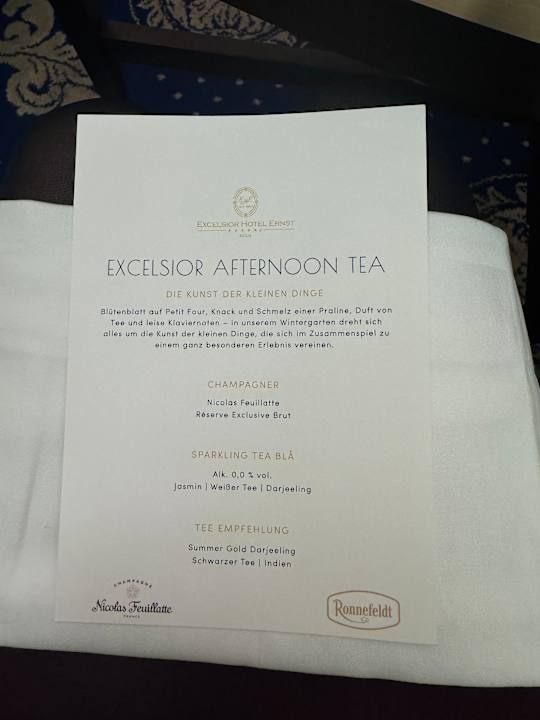 EXCELSIOR HOTEL ERNST
KÖLN
EXCELSIOR AFTERNOON TEA
DIE KUNST DER KLEINEN DINGE
Blütenblatt auf Petit Four, Knack und Schmelz einer Praline, Duft von
Tee und leise Klaviernoten – in unserem Wintergarten dreht sich
alles um die Kunst der kleinen Dinge, die sich im Zusammenspiel zu
einem ganz besonderen Erlebnis vereinen.
CHAMPAGNER
Nicolas Feuillatte
Réserve Exclusive Brut
SPARKLING TEA BLÅ
Alk. 0,0 % vol.
Jasmin | Weißer Tee | Darjeeling
TEE EMPFEHLUNG
Summer Gold Darjeeling
Schwarzer Tee | Indien
CHAMPAGNE
Nicolas Feuillatte
FRANCE
Ronnefeldt